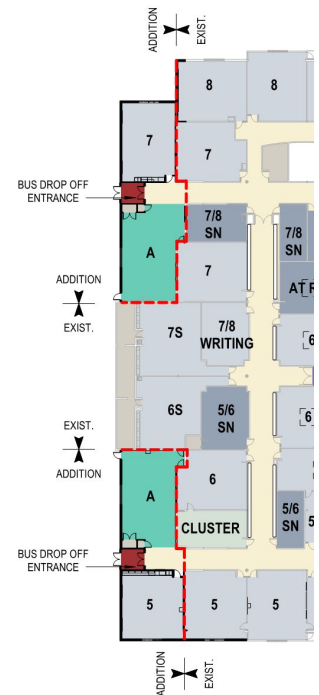 ADDITION
EXIST.
8
8
7
7
BUS DROP OFF
ENTRANCE
7/8
SN
7/8
SN
A
7
AT R
ADDITION
EXIST.
7S
7/8
WRITING
6
6S
5/6
SN
6
EXIST.
ADDITION
A
6
CLUSTER
5/6
SN
5
BUS DROP OFF
ENTRANCE
5
5
5
ADDITION
EXIST.